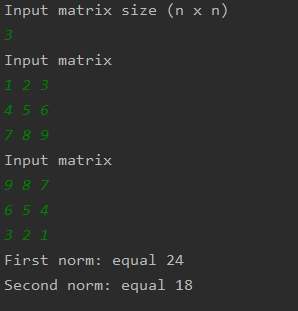 Input matrix size (n x n)
3
Input matrix
1 2 3
4 5 6
7 8 9
Input matrix
9 8 7
6 5 4
3 2 1
First norm: equal 24
Second norm: equal 18